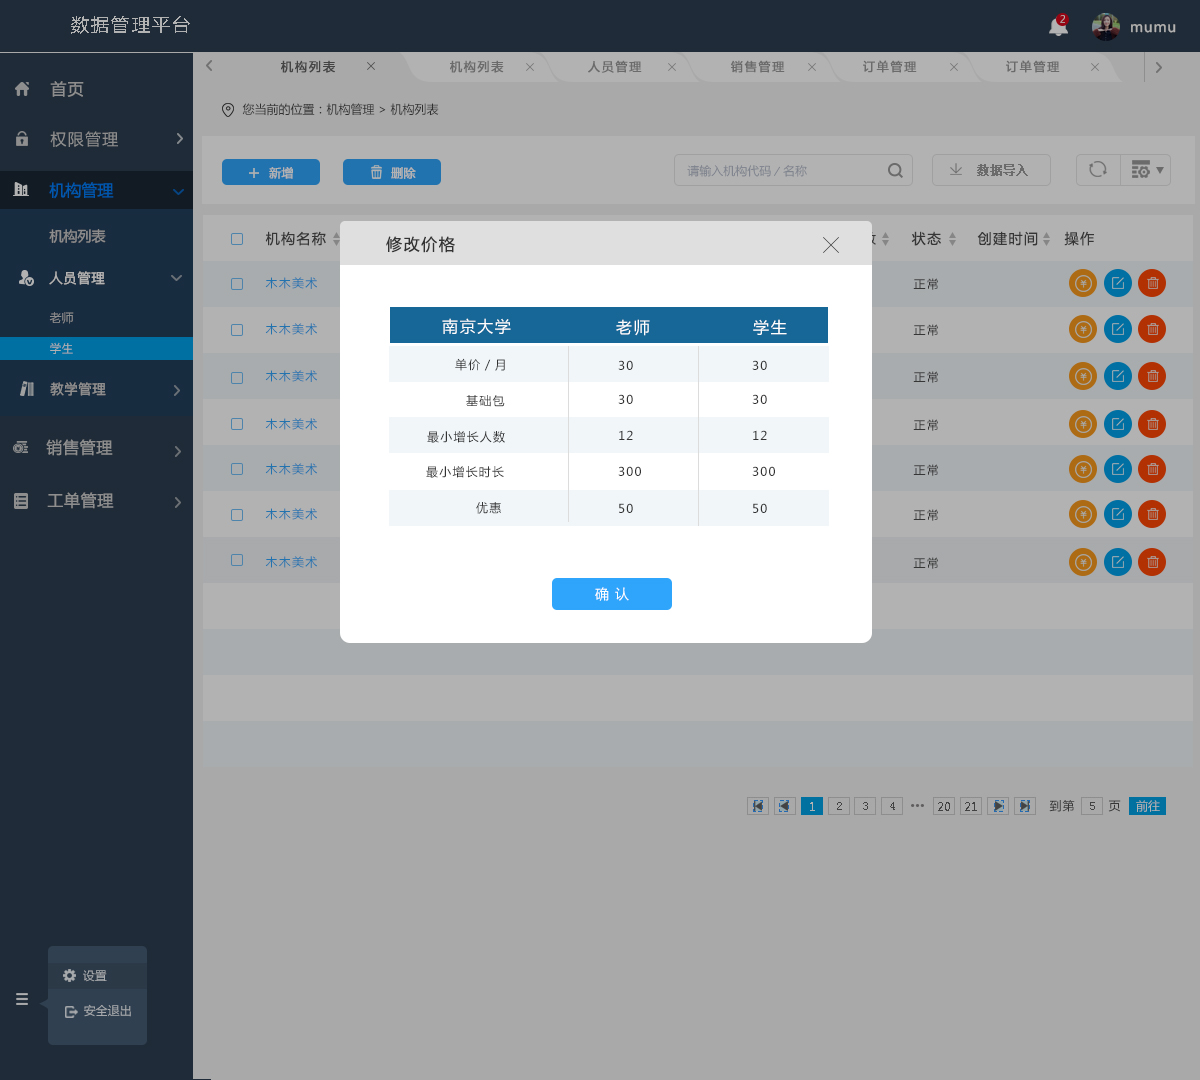 数据管理平台
2
mumu
首页
权限管理
机构管理
机构列表
人员管理
老师
学生
教学管理
销售管理
工单管理
设置
安全退出
机构列表 机构列表 人员管理 销售管理 订单管理 订单管理
您当前的位置：机构管理 > 机构列表
+ 新增 删除 请输入机构代码 / 名称 数据导入
机构名称 状态 创建时间 操作
木木美术 正常
木木美术 正常
木木美术 正常
木木美术 正常
木木美术 正常
木木美术 正常
木木美术 正常
修改价格
南京大学 老师 学生
单价 / 月 30 30
基础包 30 30
最小增长人数 12 12
最小增长时长 300 300
优惠 50 50
确 认
1 2 3 4 ••• 20 21 到第 5 页 前往